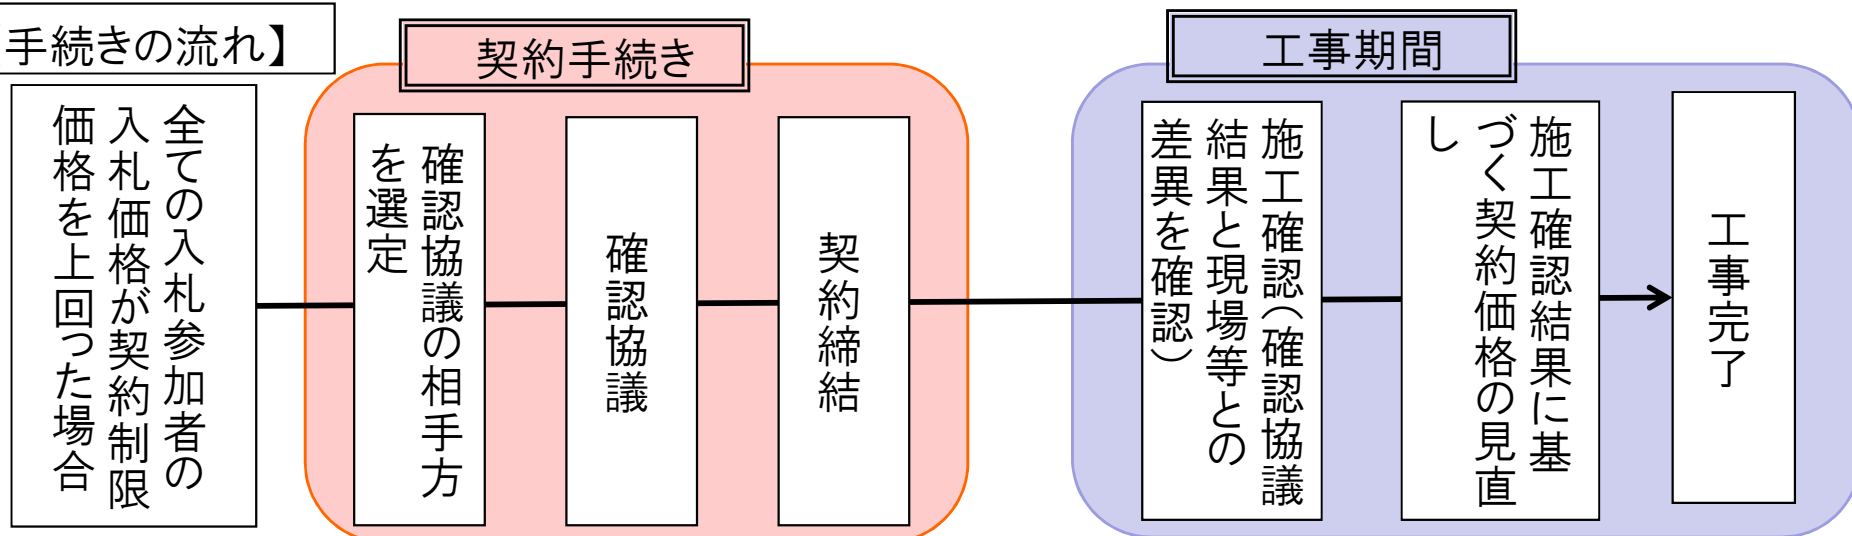 手続きの流れ】
契約手続き
工事期間
全ての入札参加者の
入札価格が契約制限
価格を上回った場合
確認協議の相手方
を選定
確認協議
契約締結
施工確認（確認協議
結果と現場等との
差異を確認）
施工確認結果に基
づく契約価格の見直
し
工事完了